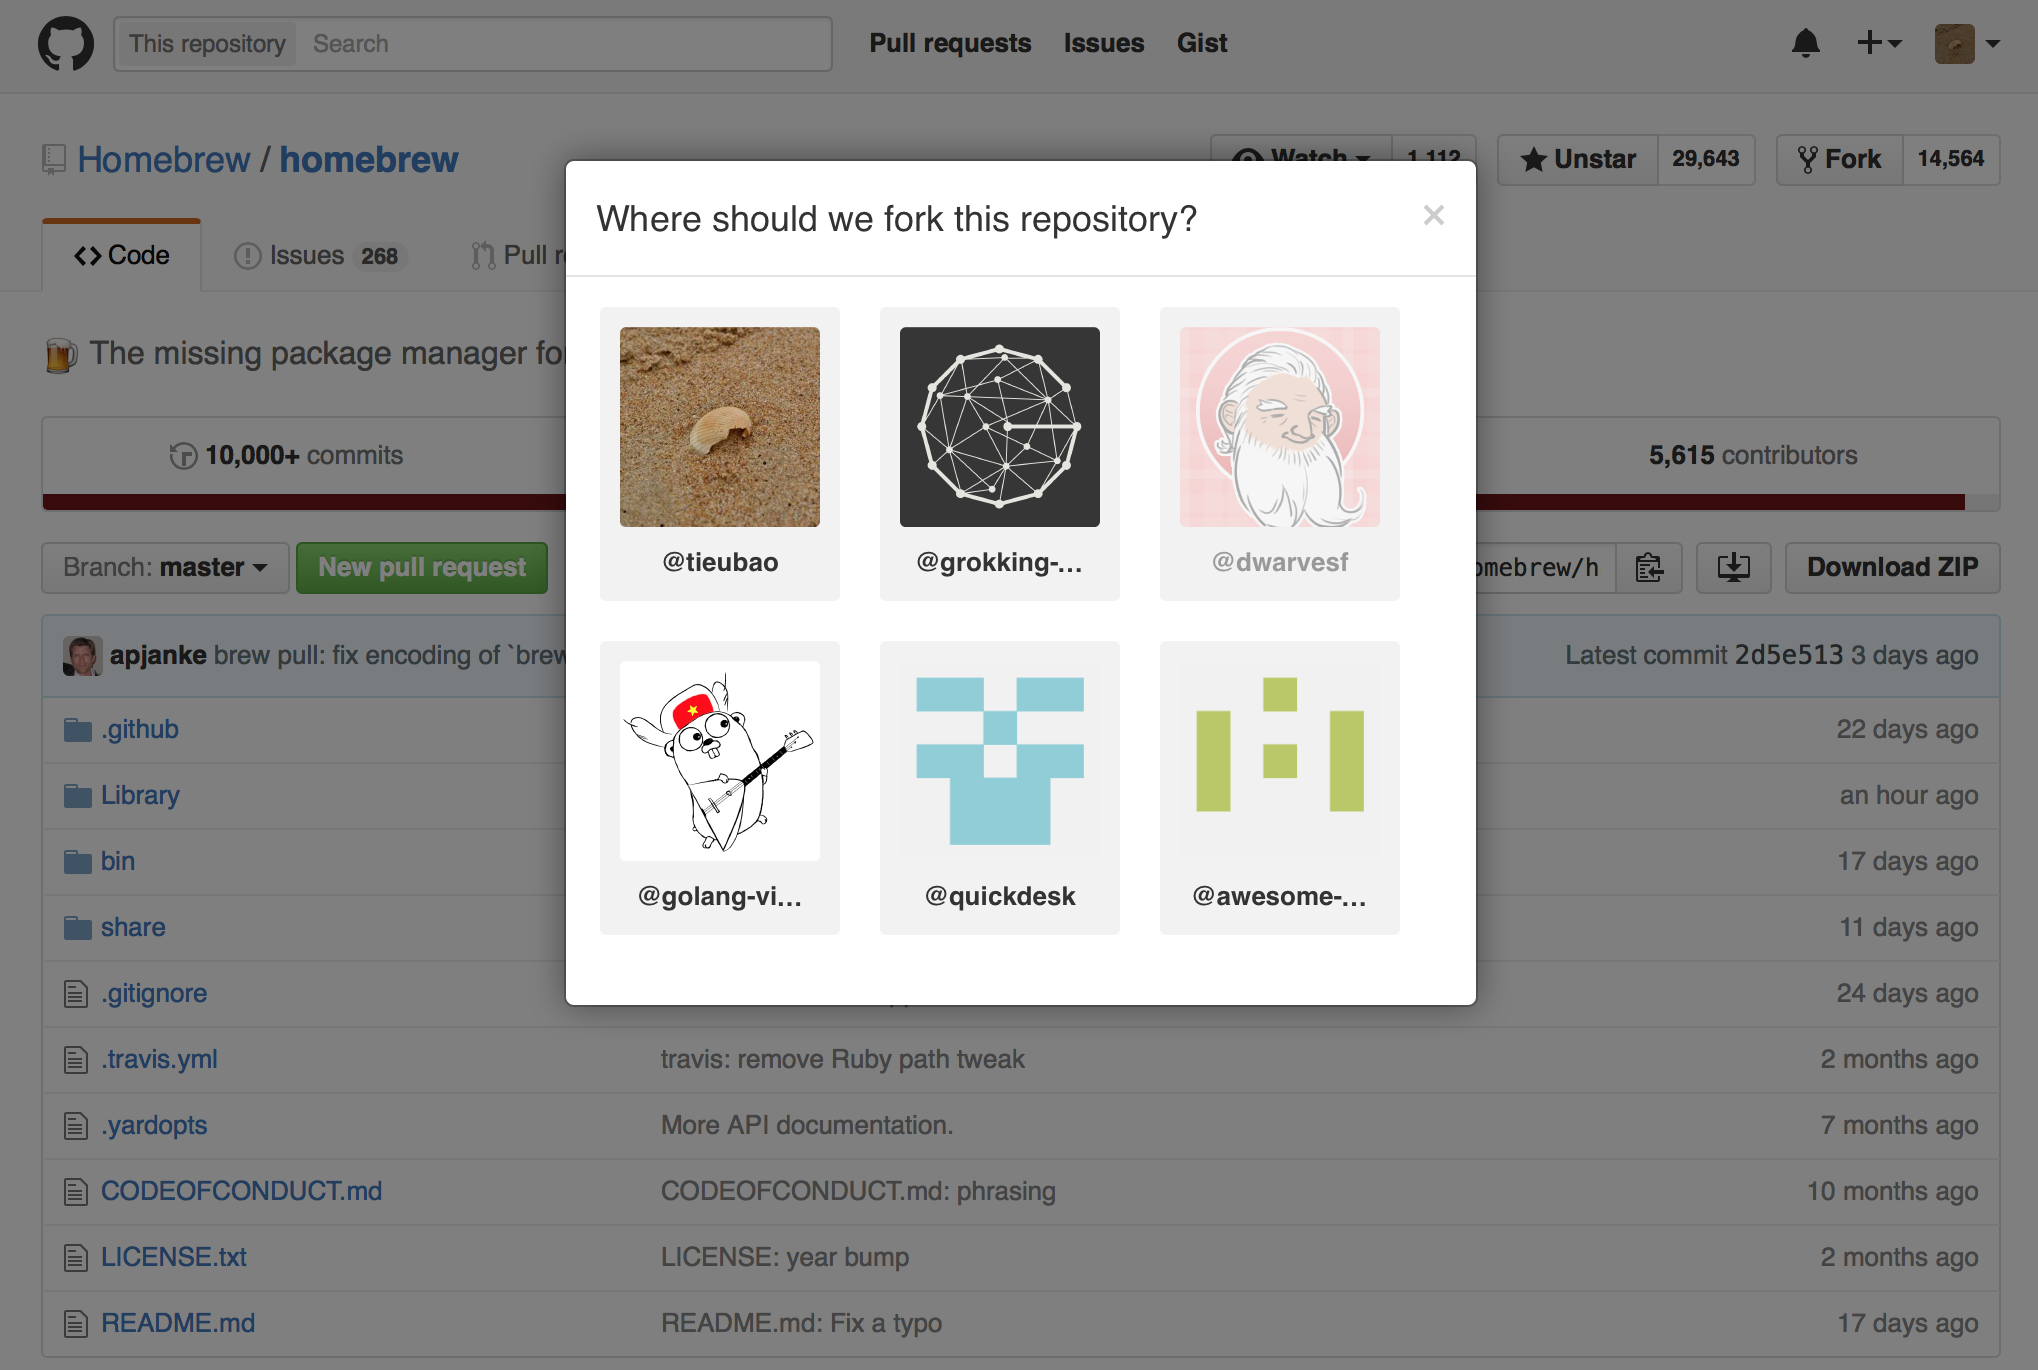 This repository Search Pull requests Issues Gist
Homebrew / homebrew
Watch 1,112 Unstar 29,643 Fork 14,564
Where should we fork this repository?
Code Issues 268 Pull
The missing package manager
10,000+ commits
5,615 contributors
@tieubao @grokking-... @dwarvesf
Branch: master New pull request
Download ZIP
apjanke brew pull: fix encoding of `brew
Latest commit 2d5e513 3 days ago
.github 22 days ago
Library an hour ago
bin 17 days ago
@golang-vi... @quickdesk @awesome-...
share 11 days ago
.gitignore 24 days ago
.travis.yml travis: remove Ruby path tweak 2 months ago
.yardopts More API documentation. 7 months ago
CODEOFCONDUCT.md CODEOFCONDUCT.md: phrasing 10 months ago
LICENSE.txt LICENSE: year bump 2 months ago
README.md README.md: Fix a typo 17 days ago